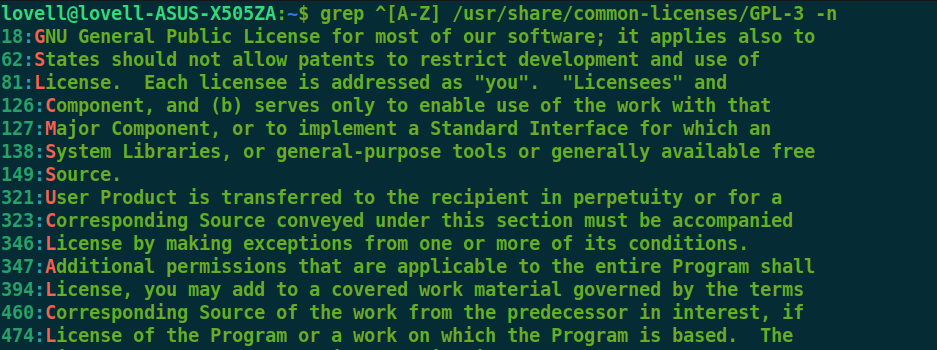 lovell@lovell-ASUS-X505ZA:~$ grep ^[A-Z] /usr/share/common-licenses/GPL-3 -n
18:GNU General Public License for most of our software; it applies also to
62:States should not allow patents to restrict development and use of
81:License.  Each licensee is addressed as "you".  "Licensees" and
126:Component, and (b) serves only to enable use of the work with that
127:Major Component, or to implement a Standard Interface for which an
138:System Libraries, or general-purpose tools or generally available free
149:Source.
321:User Product is transferred to the recipient in perpetuity or for a
323:Corresponding Source conveyed under this section must be accompanied
346:License by making exceptions from one or more of its conditions.
347:Additional permissions that are applicable to the entire Program shall
394:License, you may add to a covered work material governed by the terms
460:Corresponding Source of the work from the predecessor in interest, if
474:License of the Program or a work on which the Program is based.  The